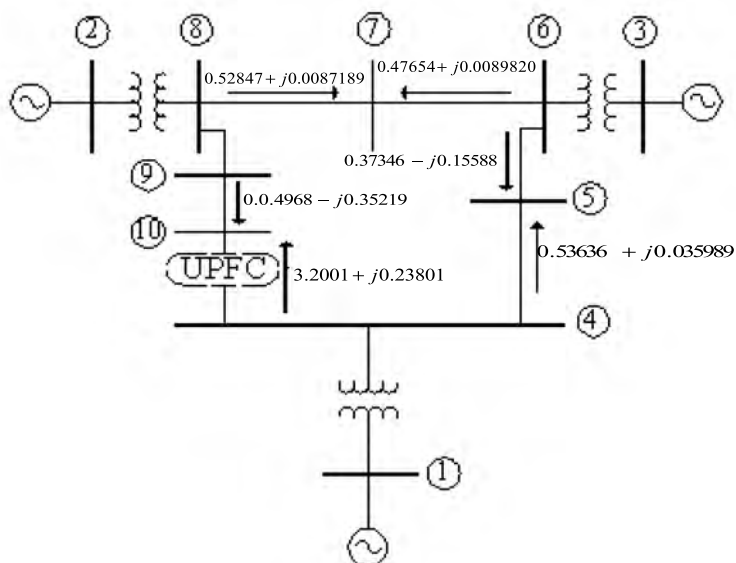 2
8
7
6
3
0.52847 + j0.0087189
0.47654 + j0.0089820
0.37346 − j0.15588
9
0.0.4968 − j0.35219
5
10
UPFC
3.2001 + j0.23801
0.53636 + j0.035989
4
1